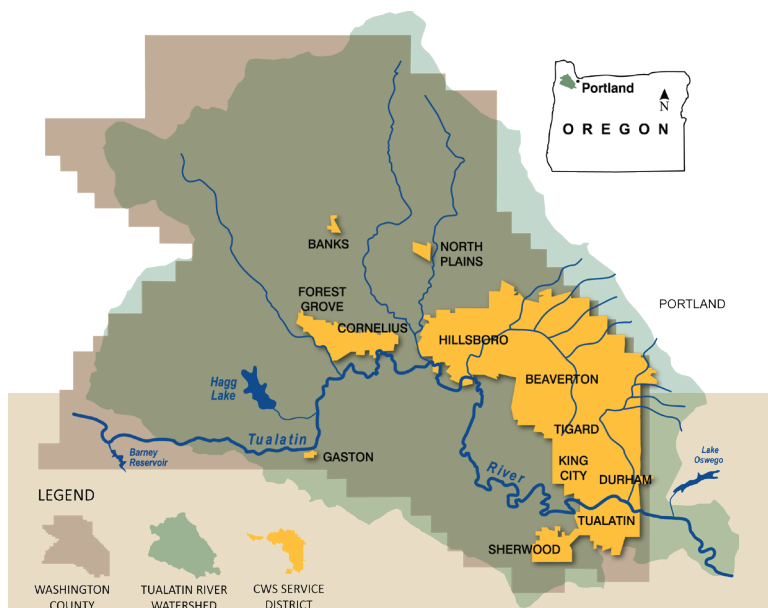 Portland
N
OREGON
BANKS
NORTH
PLAINS
FOREST
GROVE
CORNELIUS
HILLSBORO
PORTLAND
Hagg
Lake
BEAVERTON
Tualatin
TIGARD
Barney
Reservoir
GASTON
River
KING
CITY
DURHAM
Lake
Oswego
TUALATIN
SHERWOOD
LEGEND
WASHINGTON
COUNTY
TUALATIN RIVER
WATERSHED
CWS SERVICE
DISTRICT